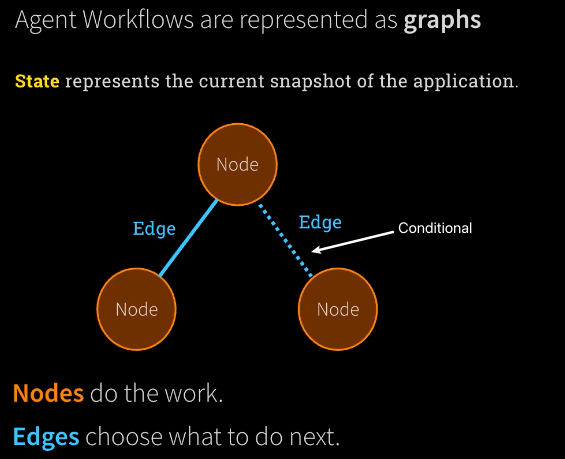 Agent Workflows are represented as graphs
State represents the current snapshot of the application.
Node
Edge
Edge
Conditional
Node
Node
Nodes do the work.
Edges choose what to do next.